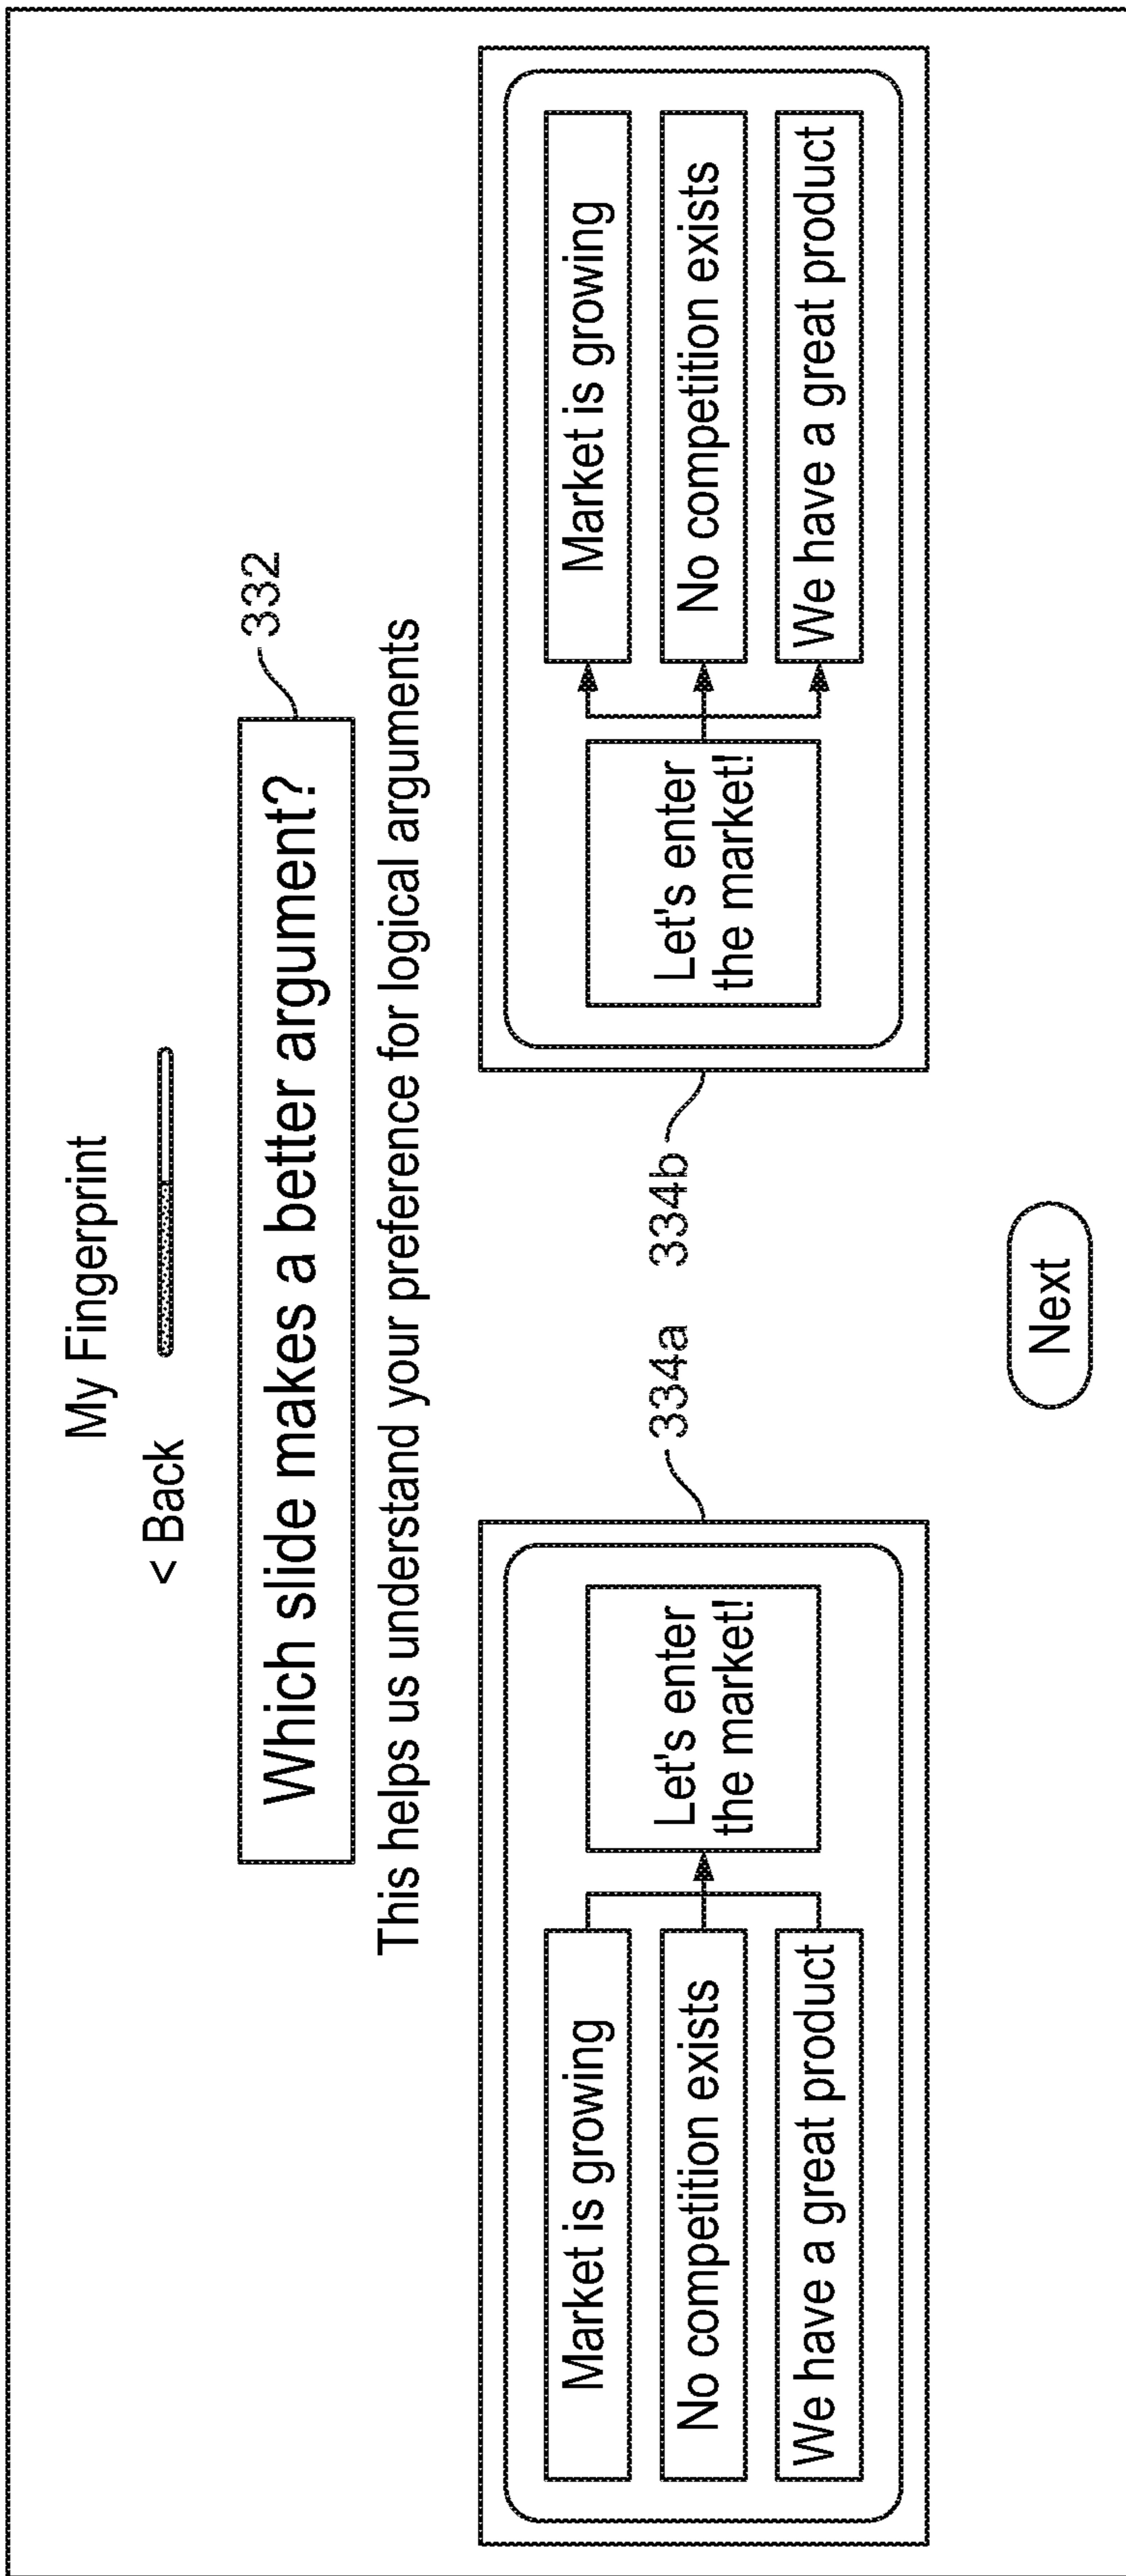 My Fingerprint
< Back
Which slide makes a better argument?
332
This helps us understand your preference for logical arguments
Market is growing
No competition exists
We have a great product
Let's enter
the market!
334a
334b
Let's enter
the market!
Market is growing
No competition exists
We have a great product
Next